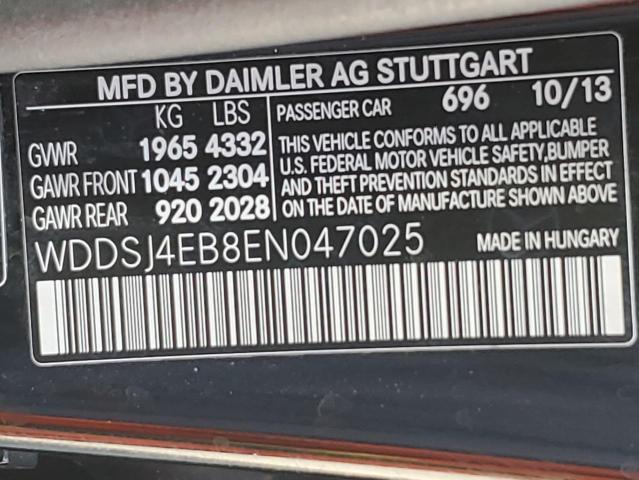 MFD BY DAIMLER AG STUTTGART
KG LBS
GVWR 1965 4332
GAWR FRONT 1045 2304
GAWR REAR 920 2028
PASSENGER CAR 696 10/13
THIS VEHICLE CONFORMS TO ALL APPLICABLE
U.S. FEDERAL MOTOR VEHICLE SAFETY,BUMPER
AND THEFT PREVENTION STANDARDS IN EFFECT
ON THE DATE OF MANUFACTURE SHOWN ABOVE
WDDSJ4EB8EN047025 MADE IN HUNGARY